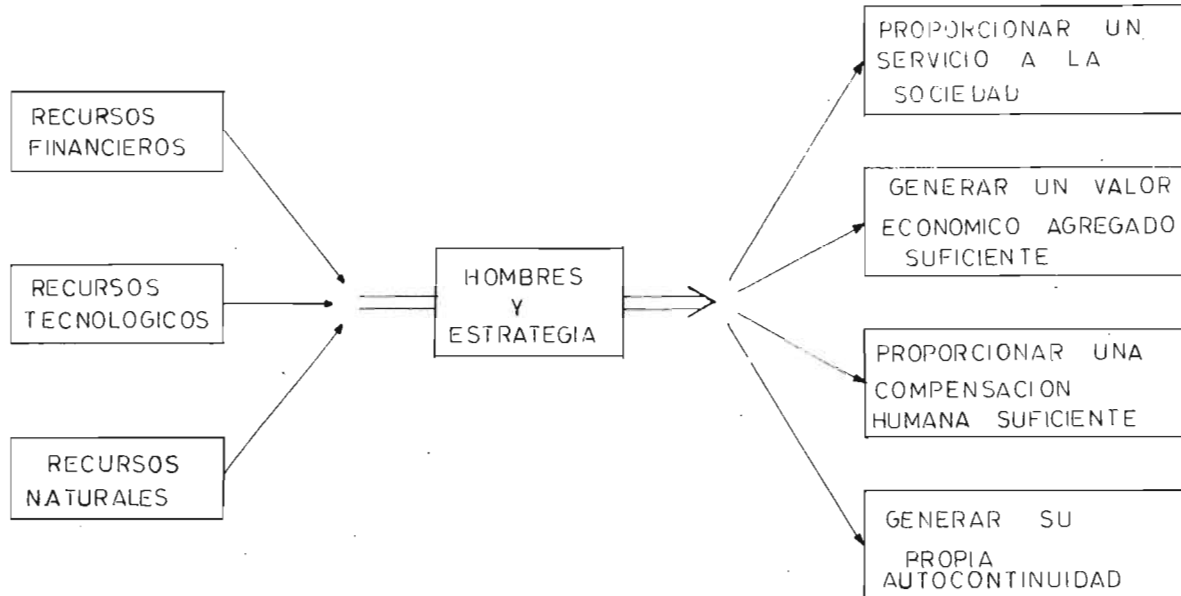 RECURSOS
FINANCIEROS
RECURSOS
TECNOLOGICOS
RECURSOS
NATURALES
HOMBRES
Y
ESTRATEGIA
PROPORCIONAR UN
SERVICIO A LA
SOCIEDAD
GENERAR UN VALOR
ECONOMICO AGREGADO
SUFICIENTE
PROPORCIONAR UNA
COMPENSACION
HUMANA SUFICIENTE
GENERAR SU
PROPIA
AUTOCONTINUIDAD